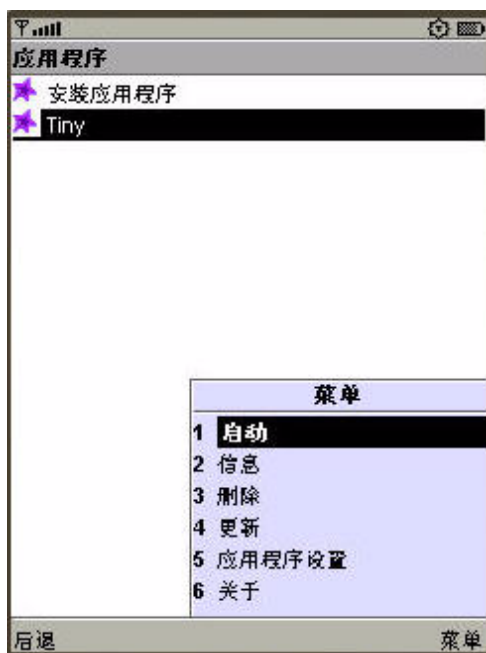 应用程序
安装应用程序
Tiny
菜单
1 启动
2 信息
3 删除
4 更新
5 应用程序设置
6 关于
后退 菜单